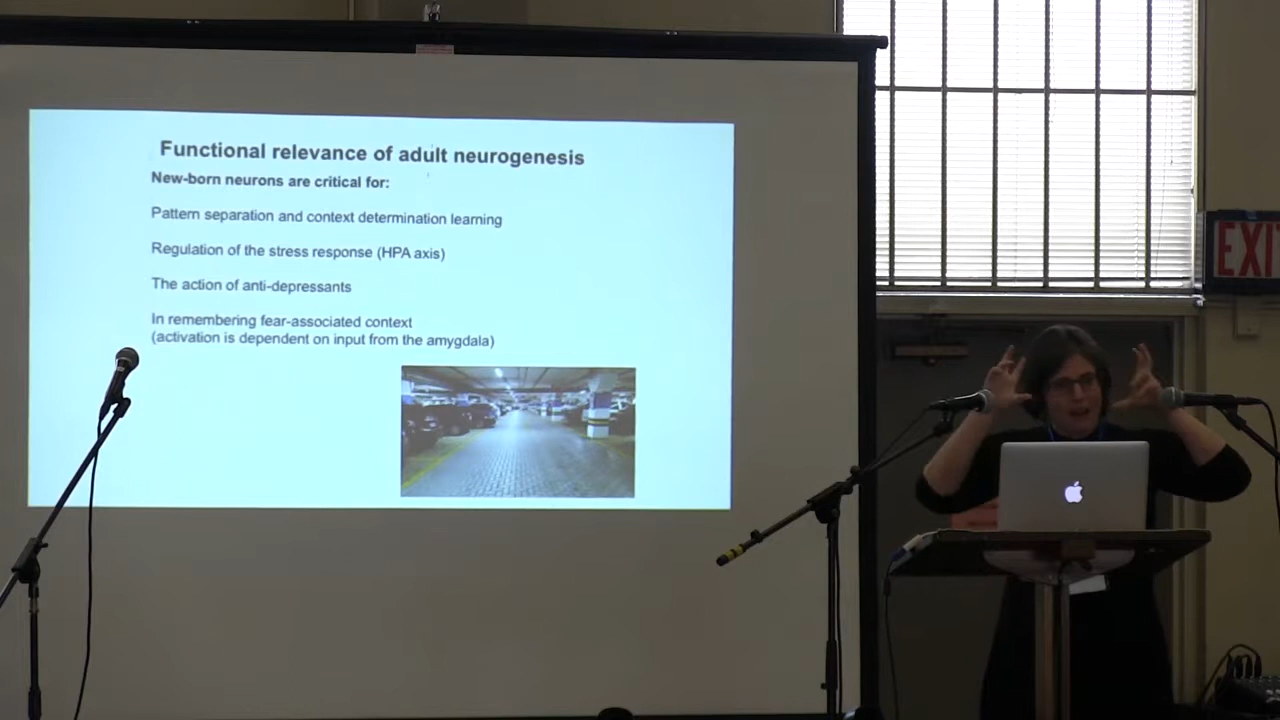 Functional relevance of adult neurogenesis
New-born neurons are critical for:
Pattern separation and context determination learning
Regulation of the stress response (HPA axis)
The action of anti-depressants
In remembering fear-associated context
(activation is dependent on input from the amygdala)
EXI